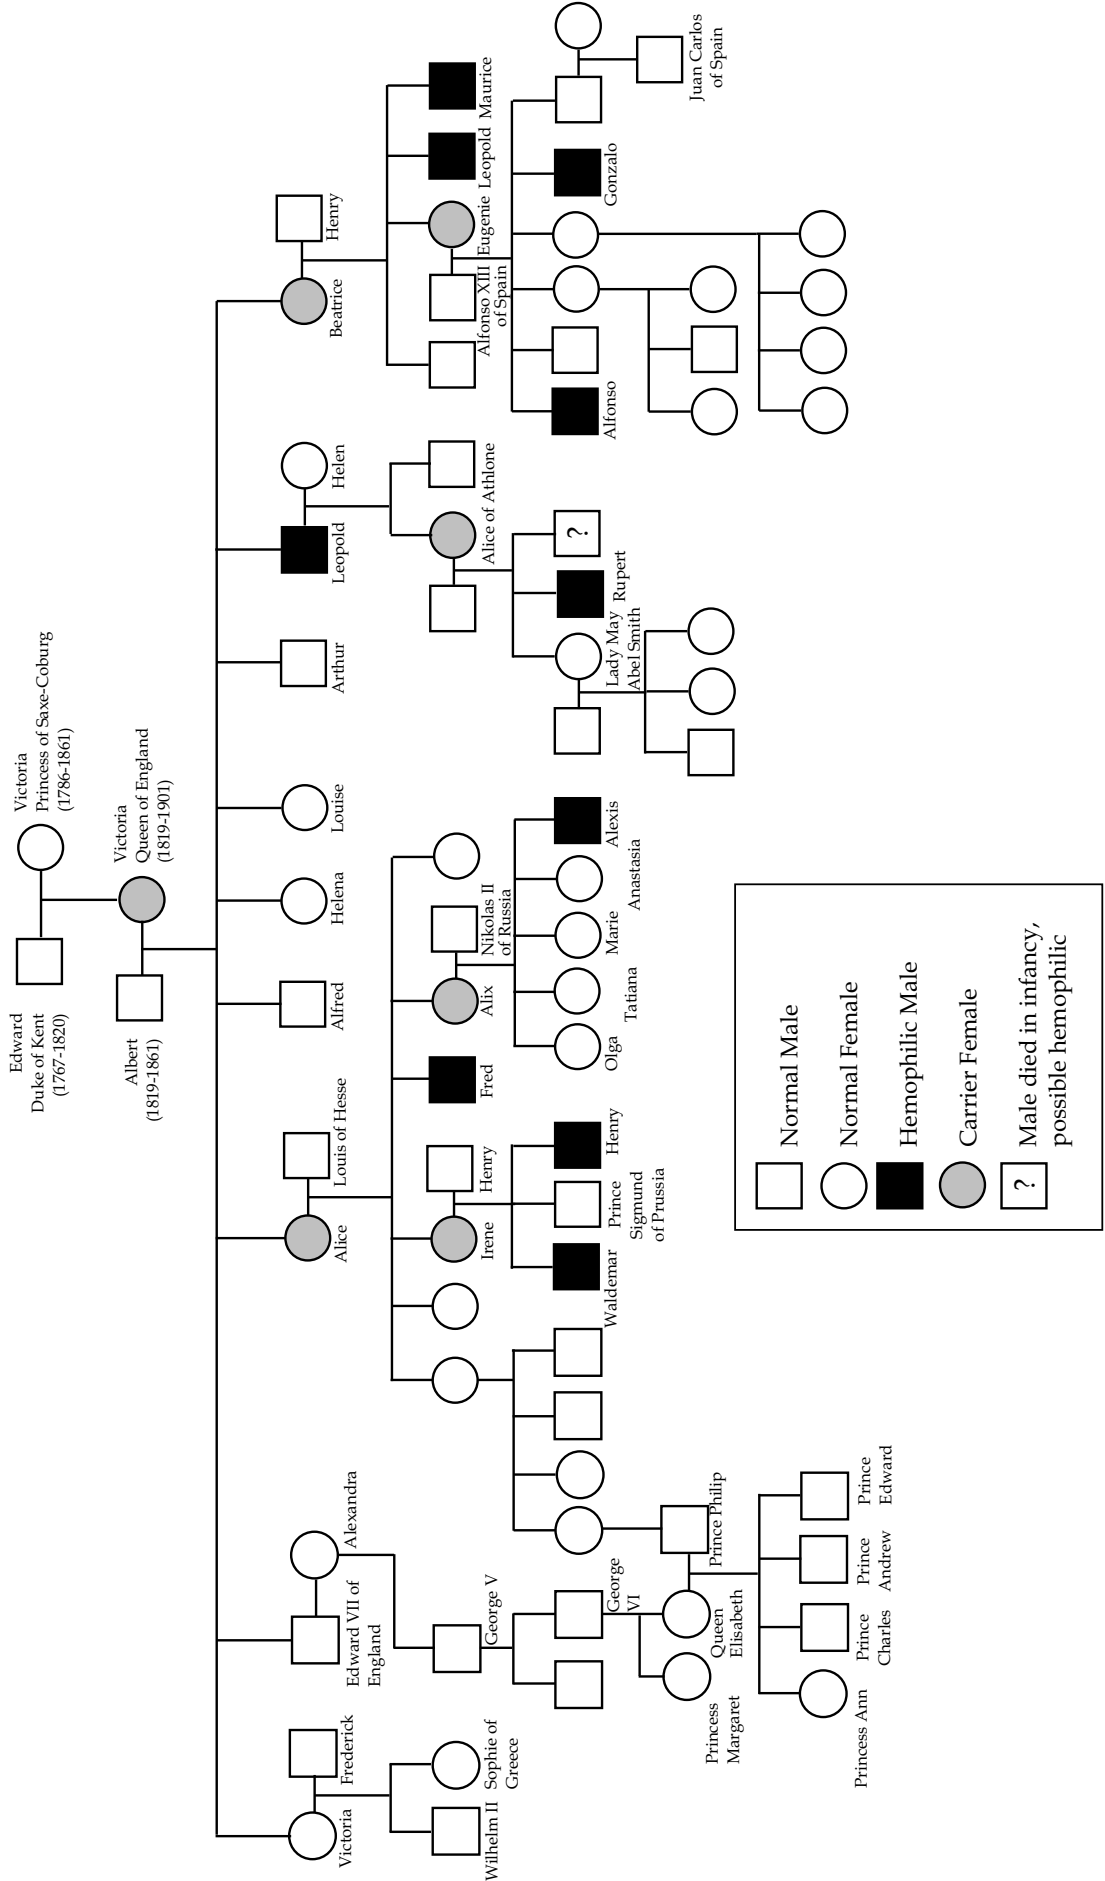 Edward
Duke of Kent
(1767-1820)
Victoria
Princess of Saxe-Coburg
(1786-1861)
Albert
(1819-1861)
Victoria
Queen of England
(1819-1901)
Victoria
Frederick
Edward VII of
England
Alexandra
Alice
Louis of Hesse
Alfred
Helena
Louise
Arthur
Leopold
Helen
Beatrice
Henry
Wilhelm II
Sophie of
Greece
George V
Irene
Henry
Fred
Alix
Nikolas II
of Russia
Alice of Athlone
Alfonso XIII
of Spain
Eugenie
Leopold
Maurice
George
VI
Waldemar
Prince
Sigmund
of Prussia
Henry
Olga
Tatiana
Marie
Anastasia
Alexis
Lady May
Abel Smith
Rupert
?
Alfonso
Gonzalo
Princess
Margaret
Queen
Elisabeth
Prince Philip
Juan Carlos
of Spain
Princess Ann
Prince
Charles
Prince
Andrew
Prince
Edward
Normal Male
Normal Female
Hemophilic Male
Carrier Female
?
Male died in infancy,
possible hemophilic